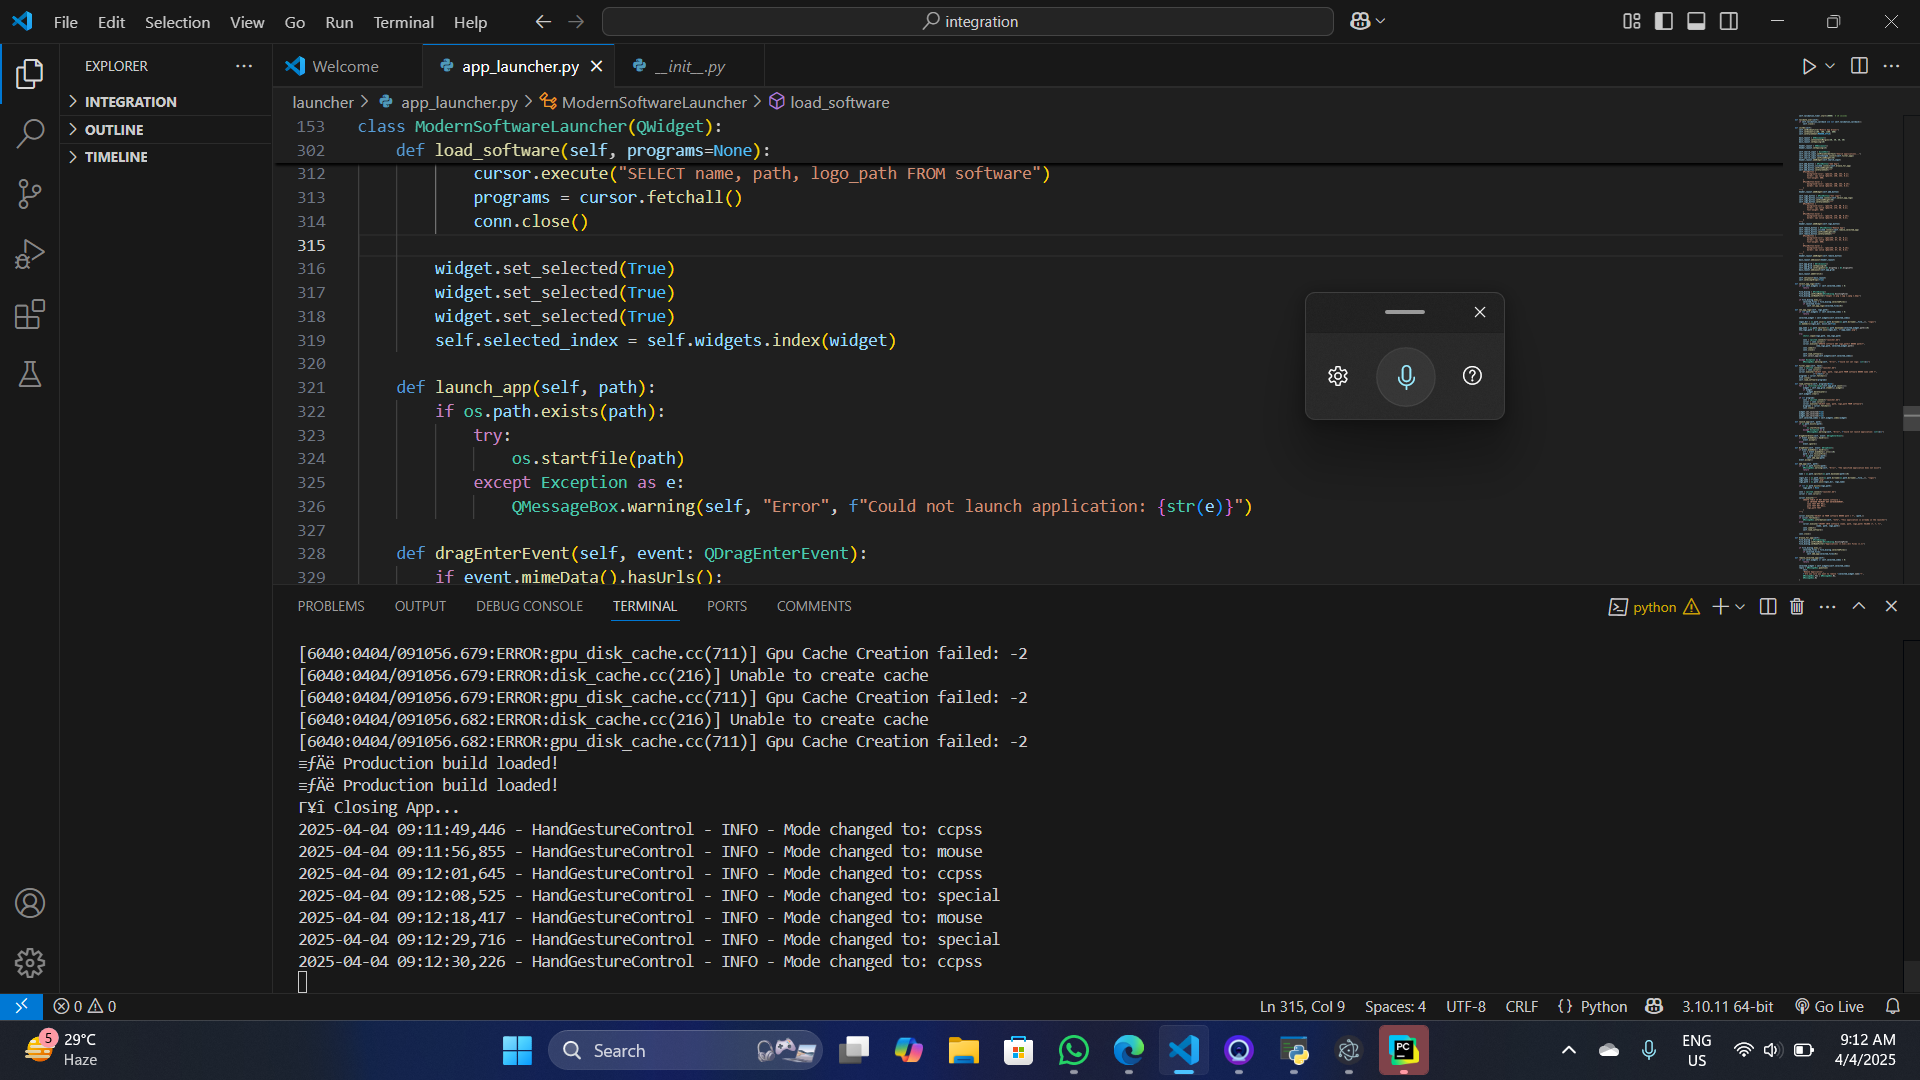 File Edit Selection View Go Run Terminal Help
integration
EXPLORER
INTEGRATION
OUTLINE
TIMELINE
Welcome
app_launcher.py
__init__.py
launcher > app_launcher.py > ModernSoftwareLauncher > load_software
153 class ModernSoftwareLauncher(QWidget):
302 def load_software(self, programs=None):
312 cursor.execute("SELECT name, path, logo_path FROM software")
313 programs = cursor.fetchall()
314 conn.close()
315
316 widget.set_selected(True)
317 widget.set_selected(True)
318 widget.set_selected(True)
319 self.selected_index = self.widgets.index(widget)
320
321 def launch_app(self, path):
322 if os.path.exists(path):
323 try:
324 os.startfile(path)
325 except Exception as e:
326 QMessageBox.warning(self, "Error", f"Could not launch application: {str(e)}")
327
328 def dragEnterEvent(self, event: QDragEnterEvent):
329 if event.mimeData().hasUrls():
PROBLEMS OUTPUT DEBUG CONSOLE TERMINAL PORTS COMMENTS
python
[6040:0404/091056.679:ERROR:gpu_disk_cache.cc(711)] Gpu Cache Creation failed: -2
[6040:0404/091056.679:ERROR:disk_cache.cc(216)] Unable to create cache
[6040:0404/091056.679:ERROR:gpu_disk_cache.cc(711)] Gpu Cache Creation failed: -2
[6040:0404/091056.682:ERROR:disk_cache.cc(216)] Unable to create cache
[6040:0404/091056.682:ERROR:gpu_disk_cache.cc(711)] Gpu Cache Creation failed: -2
≡ƒÄë Production build loaded!
≡ƒÄë Production build loaded!
Γ¥î Closing App...
2025-04-04 09:11:49,446 - HandGestureControl - INFO - Mode changed to: ccpss
2025-04-04 09:11:56,855 - HandGestureControl - INFO - Mode changed to: mouse
2025-04-04 09:12:01,645 - HandGestureControl - INFO - Mode changed to: ccpss
2025-04-04 09:12:08,525 - HandGestureControl - INFO - Mode changed to: special
2025-04-04 09:12:18,417 - HandGestureControl - INFO - Mode changed to: mouse
2025-04-04 09:12:29,716 - HandGestureControl - INFO - Mode changed to: special
2025-04-04 09:12:30,226 - HandGestureControl - INFO - Mode changed to: ccpss
0 0
Ln 315, Col 9 Spaces: 4 UTF-8 CRLF {} Python 3.10.11 64-bit Go Live
5
29°C
Haze
Search
PC
ENG
US
9:12 AM
4/4/2025